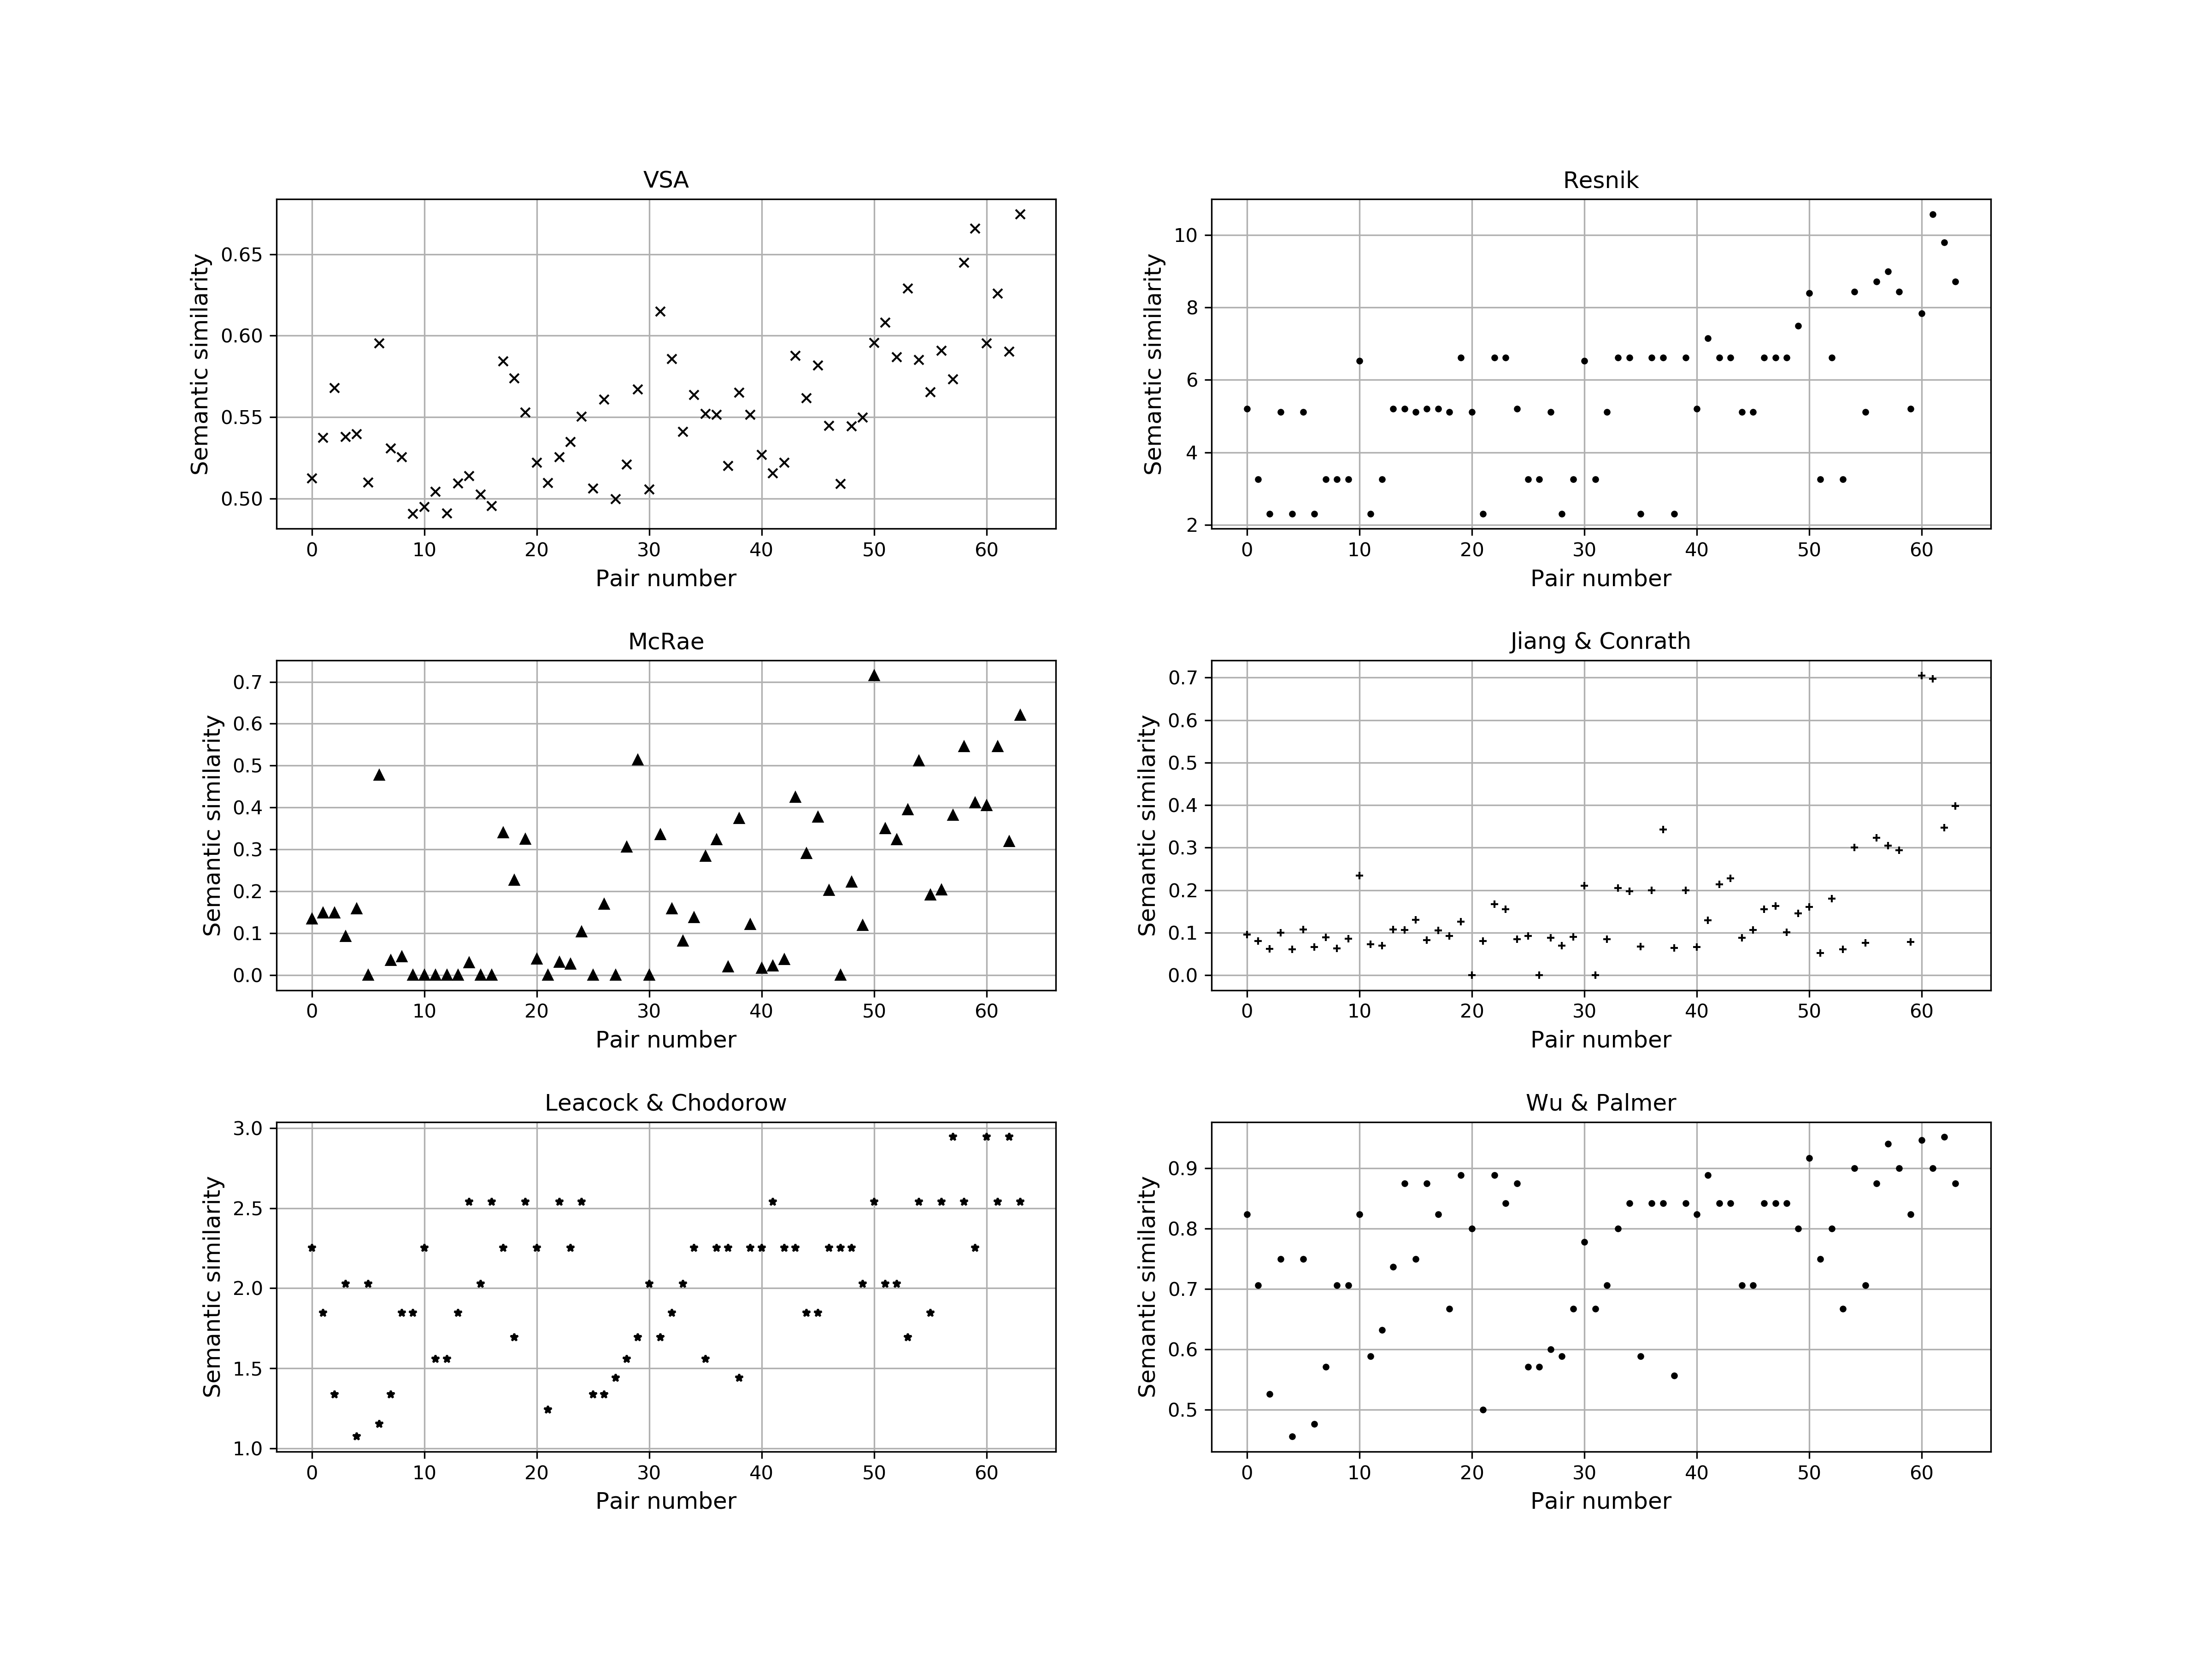 VSA
Semantic similarity
0.65
0.60
0.55
0.50
0 10 20 30 40 50 60
Pair number
Resnik
Semantic similarity
10
8
6
4
2
0 10 20 30 40 50 60
Pair number
McRae
Semantic similarity
0.7
0.6
0.5
0.4
0.3
0.2
0.1
0.0
0 10 20 30 40 50 60
Pair number
Jiang & Conrath
Semantic similarity
0.7
0.6
0.5
0.4
0.3
0.2
0.1
0.0
0 10 20 30 40 50 60
Pair number
Leacock & Chodorow
Semantic similarity
3.0
2.5
2.0
1.5
1.0
0 10 20 30 40 50 60
Pair number
Wu & Palmer
Semantic similarity
0.9
0.8
0.7
0.6
0.5
0 10 20 30 40 50 60
Pair number